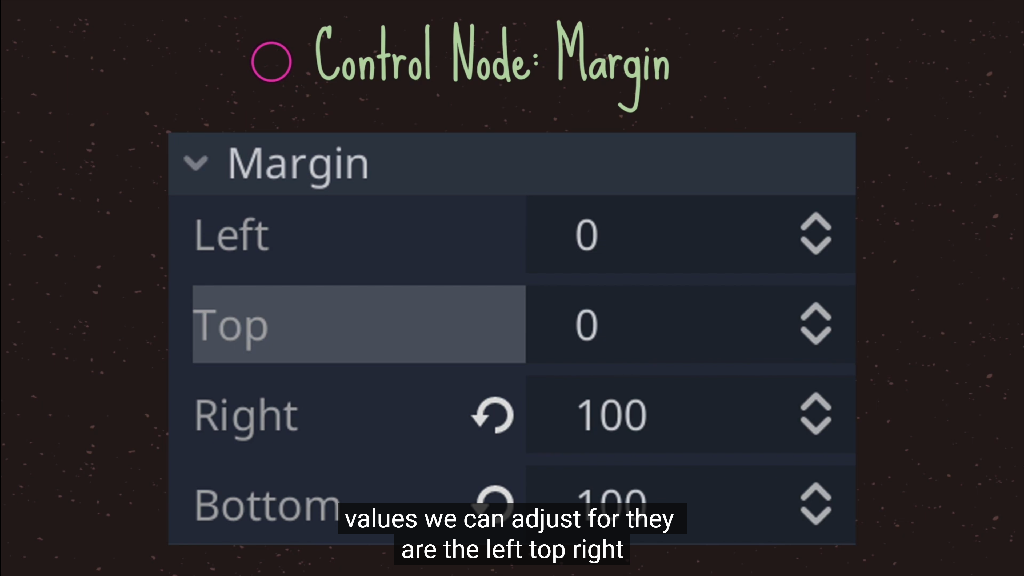 Control Node: Margin
Margin
Left 0
Top 0
Right 100
Bottom 100
values we can adjust for they
are the left top right